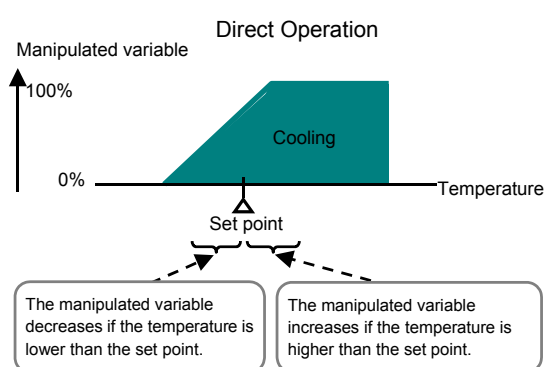 Direct Operation
Manipulated variable
100%
Cooling
0%
Temperature
Set point
The manipulated variable
decreases if the temperature is
lower than the set point.
The manipulated variable
increases if the temperature is
higher than the set point.